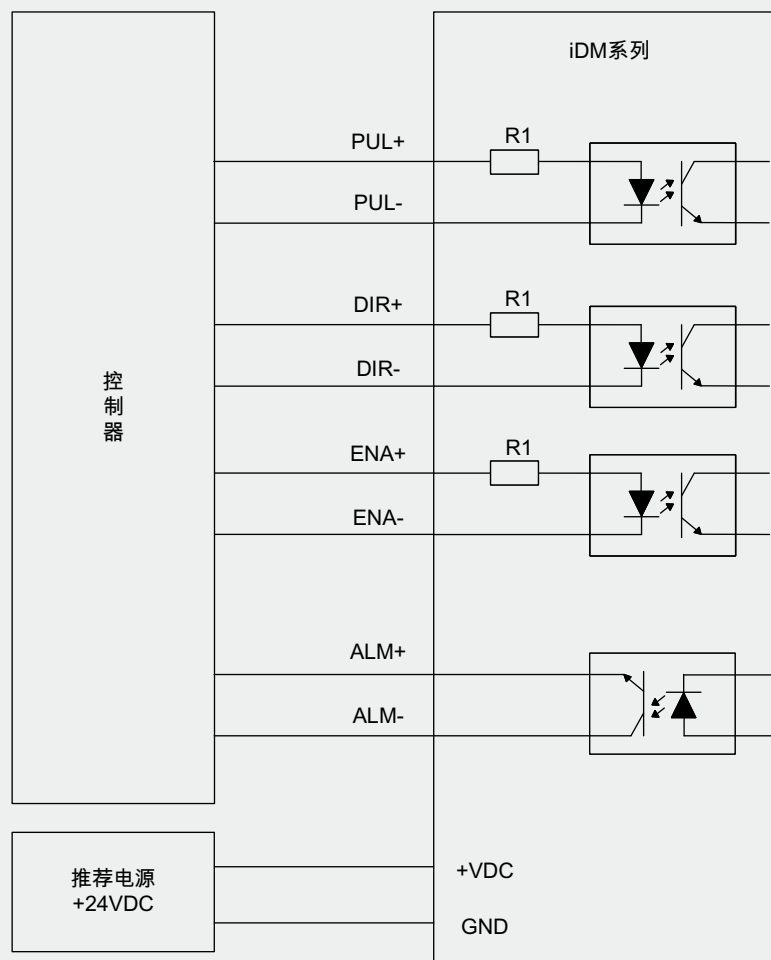 iDM系列
PUL+
R1
PUL-
DIR+
R1
DIR-
控
制
器
ENA+
R1
ENA-
ALM+
ALM-
推荐电源
+24VDC
+VDC
GND